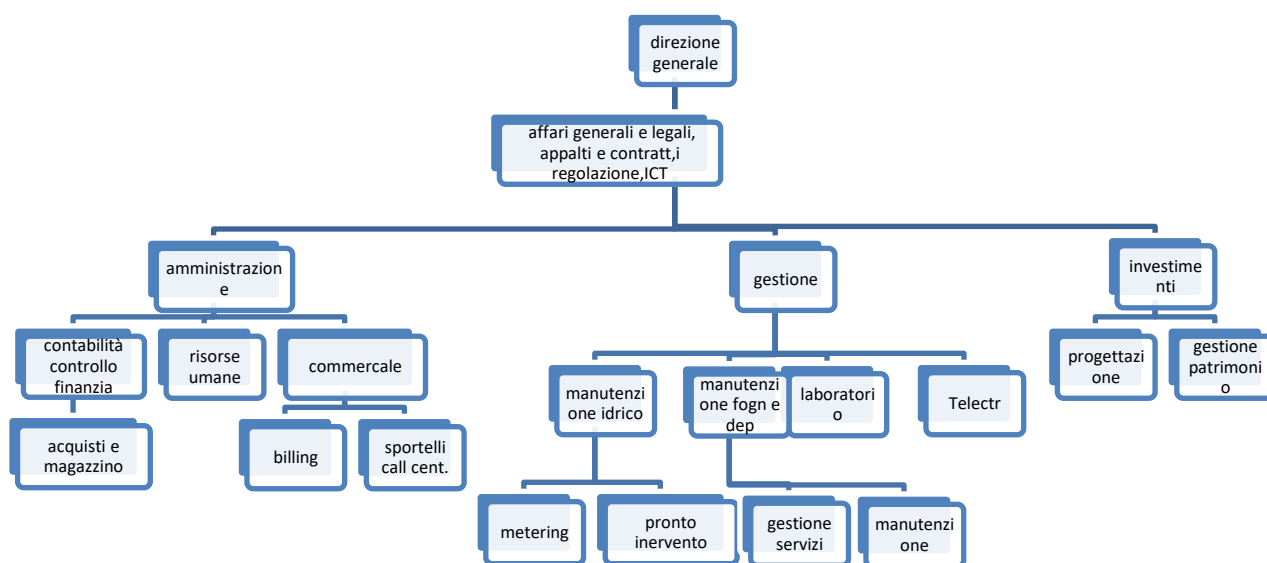 direzione
generale
affari generali e legali,
appalti e contratt,i
regolazione,ICT
amministrazion
e
gestione
investime
nti
contabilità
controllo
finanzia
risorse
umane
commercale
manutenzi
one idrico
manutenzi
one fogn e
dep
laboratori
o
Telectr
progettazi
one
gestione
patrimoni
o
acquisti e
magazzino
billing
sportelli
call cent.
metering
pronto
inervento
gestione
servizi
manutenzi
one